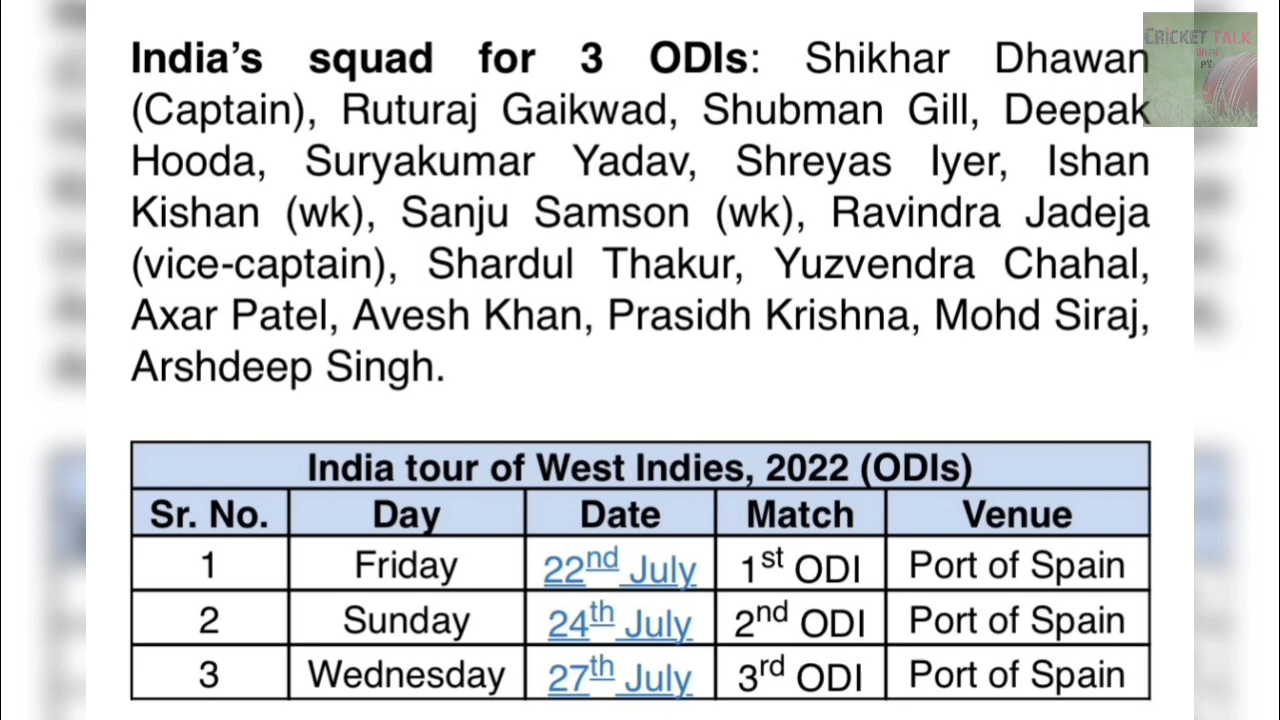 CRICKET TALK
WITH
PY
India's squad for 3 ODIs: Shikhar Dhawan
(Captain), Ruturaj Gaikwad, Shubman Gill, Deepak
Hooda, Suryakumar Yadav, Shreyas Iyer, Ishan
Kishan (wk), Sanju Samson (wk), Ravindra Jadeja
(vice-captain), Shardul Thakur, Yuzvendra Chahal,
Axar Patel, Avesh Khan, Prasidh Krishna, Mohd Siraj,
Arshdeep Singh.
India tour of West Indies, 2022 (ODIs)
Sr. No. Day Date Match Venue
1 Friday 22nd July 1st ODI Port of Spain
2 Sunday 24th July 2nd ODI Port of Spain
3 Wednesday 27th July 3rd ODI Port of Spain